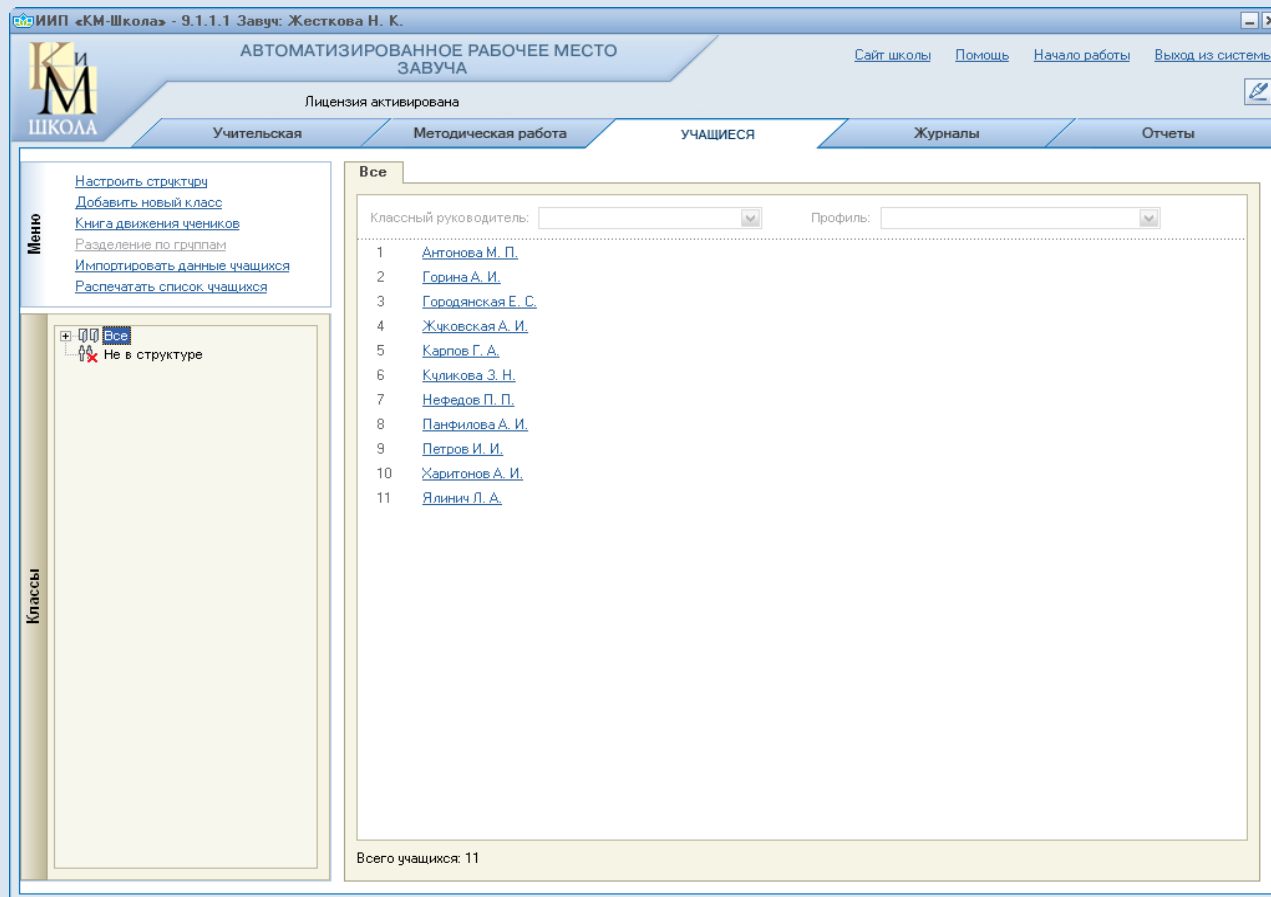 ИИП «КМ-Школа» - 9.1.1.1 Завуч: Жесткова Н. К.
КиМ
ШКОЛА
АВТОМАТИЗИРОВАННОЕ РАБОЧЕЕ МЕСТО
ЗАВУЧА
Сайт школы Помощь Начало работы Выход из системы
Лицензия активирована
Учительская Методическая работа УЧАЩИЕСЯ Журналы Отчеты
Меню
Настроить структуру
Добавить новый класс
Книга движения учеников
Разделение по группам
Импортировать данные учащихся
Распечатать список учащихся
Классы
Все
Не в структуре
Все
Классный руководитель: Профиль:
1 Антонова М. П.
2 Горина А. И.
3 Городянская Е. С.
4 Жуковская А. И.
5 Карпов Г. А.
6 Куликова З. Н.
7 Нефедов П. П.
8 Панфилова А. И.
9 Петров И. И.
10 Харитонов А. И.
11 Ялинич Л. А.
Всего учащихся: 11